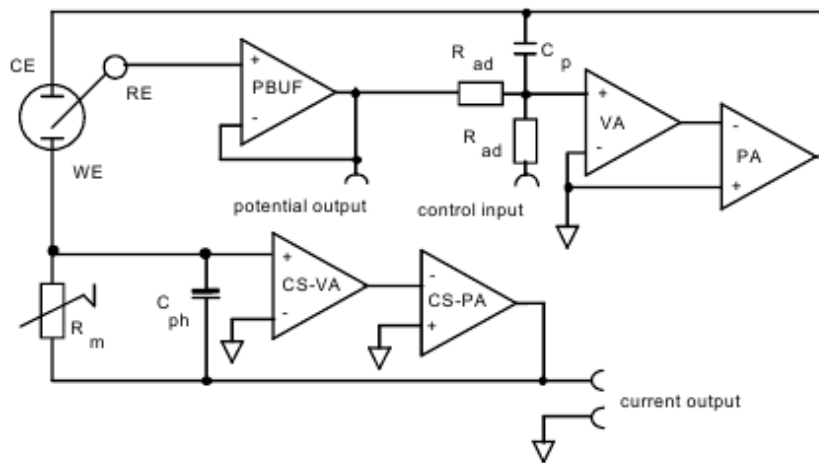 CE
RE
WE
+
PBUF
-
R ad
C p
R ad
+
VA
-
-
PA
+
potential output
control input
R m
C ph
+
CS-VA
-
-
CS-PA
+
current output